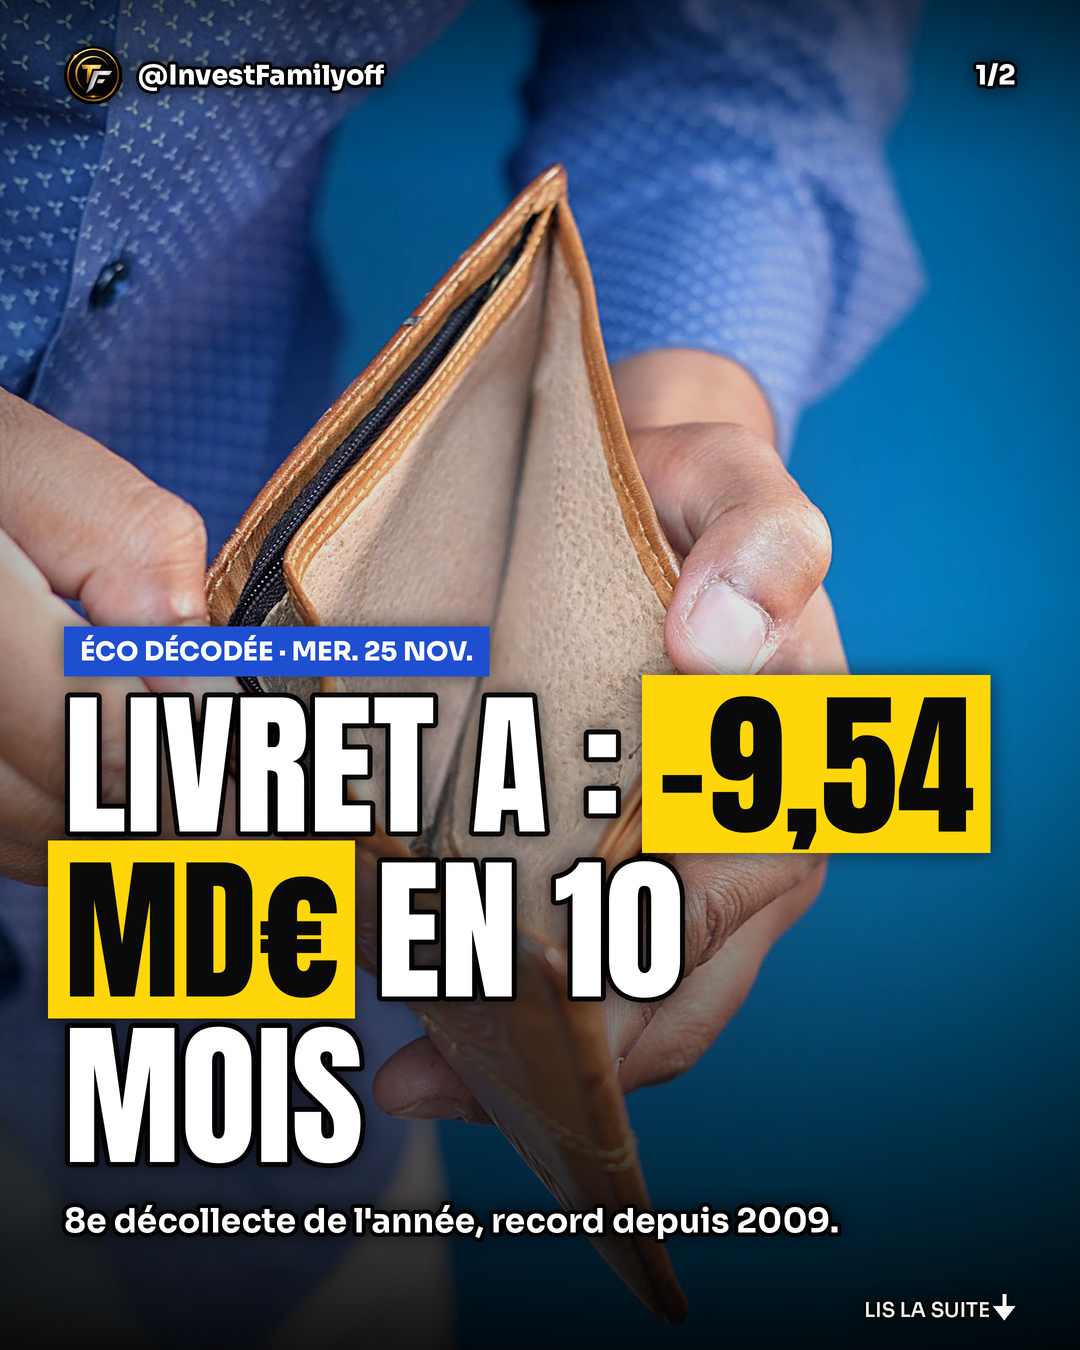 @InvestFamilyoff
1/2
ÉCO DÉCODÉE · MER. 25 NOV.
LIVRET A : -9,54
MD€ EN 10
MOIS
8e décollecte de l'année, record depuis 2009.
LIS LA SUITE